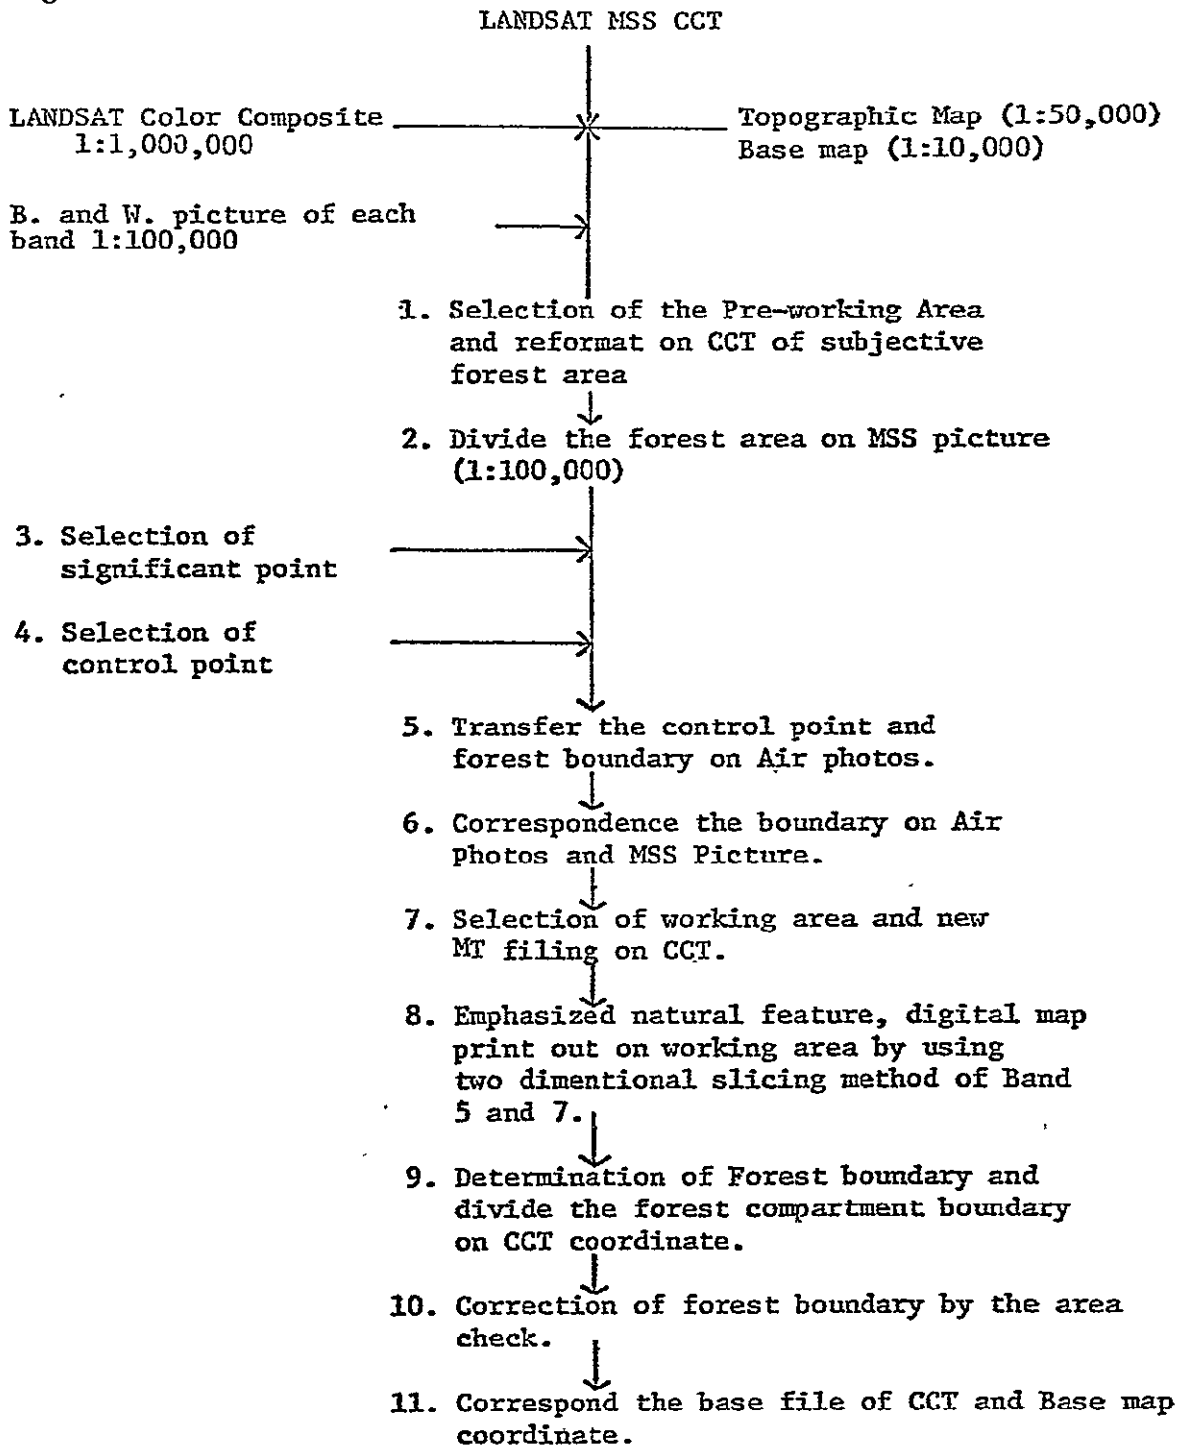 LANDSAT MSS CCT
LANDSAT Color Composite
1:1,000,000
Topographic Map (1:50,000)
Base map (1:10,000)
B. and W. picture of each
band 1:100,000
1. Selection of the Pre-working Area
and reformat on CCT of subjective
forest area
2. Divide the forest area on MSS picture
(1:100,000)
3. Selection of
significant point
4. Selection of
control point
5. Transfer the control point and
forest boundary on Air photos.
6. Correspondence the boundary on Air
Photos and MSS Picture.
7. Selection of working area and new
MT filing on CCT.
8. Emphasized natural feature, digital map
print out on working area by using
two dimentional slicing method of Band
5 and 7.
9. Determination of Forest boundary and
divide the forest compartment boundary
on CCT coordinate.
10. Correction of forest boundary by the area
check.
11. Correspond the base file of CCT and Base map
coordinate.